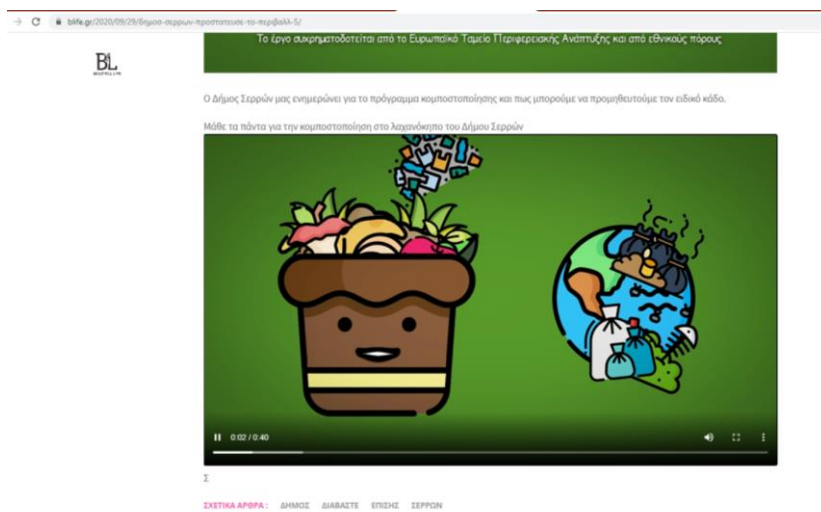 blife.gr/2020/09/29/δημοσ-σερρων-προστατευσε-το-περιβαλλ-5/
BL
Το έργο συχρηματοδοτείται από το Ευρωπαϊκό Ταμείο Περιφερειακής Ανάπτυξης και από εθνικούς πόρους
Ο Δήμος Σερρών μας ενημερώνει για το πρόγραμμα κομποστοποίησης και πως μπορούμε να προμηθευτούμε τον ειδικό κάδο.
Μάθε τα πάντα για την κομποστοποίηση στο λαχανόκηπο του Δήμου Σερρών
0:02 / 0:40
Σ
ΣΧΕΤΙΚΑ ΑΡΘΡΑ : ΔΗΜΟΣ ΔΙΑΒΑΣΤΕ ΕΠΙΣΗΣ ΣΕΡΡΩΝ